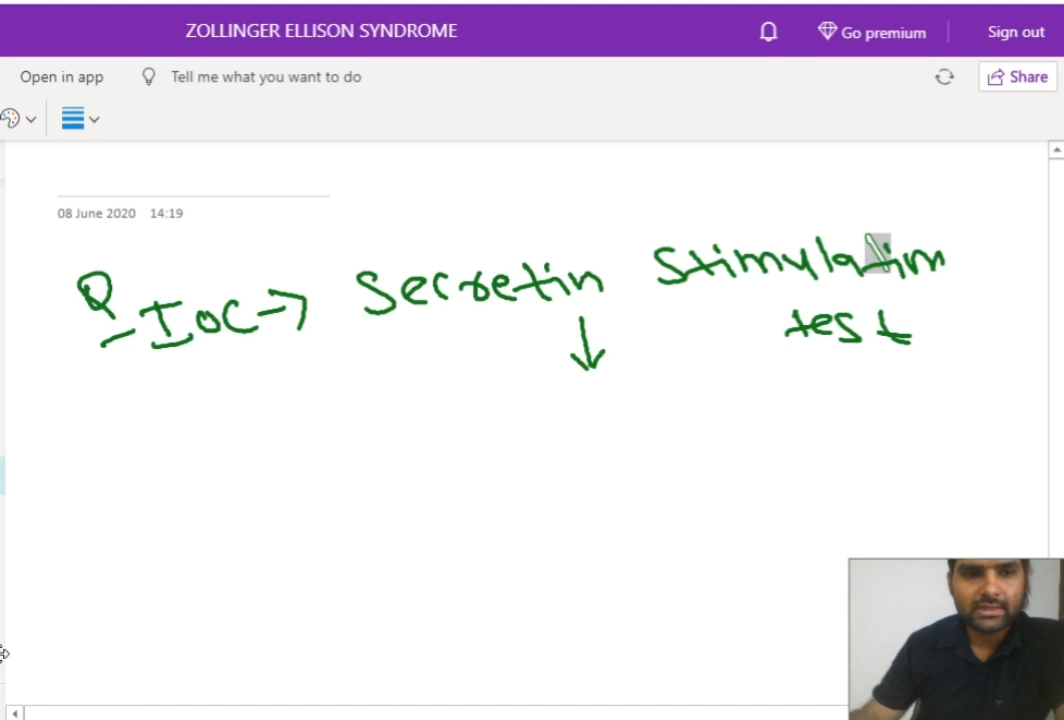 ZOLLINGER ELLISON SYNDROME
Go premium
Sign out
Open in app
Tell me what you want to do
Share
08 June 2020 14:19
Q IOC → Secretin Stimulation
test
↓